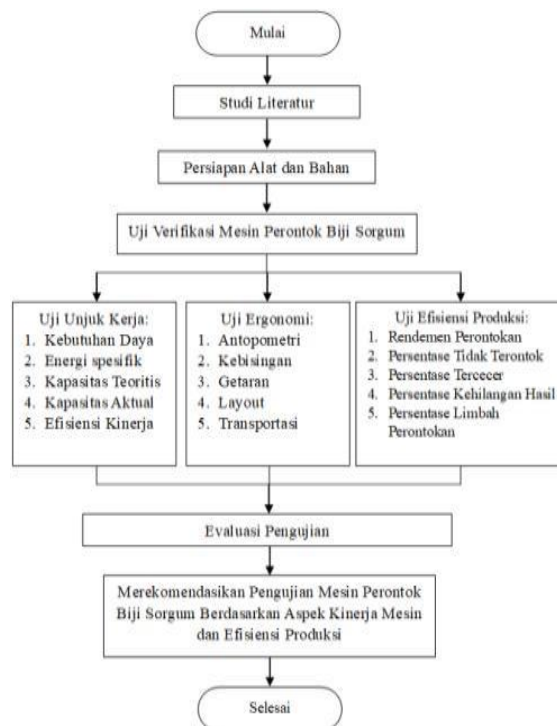 Mulai
Studi Literatur
Persiapan Alat dan Bahan
Uji Verifikasi Mesin Perontok Biji Sorgum
Uji Unjuk Kerja:
1. Kebutuhan Daya
2. Energi spesifik
3. Kapasitas Teoritis
4. Kapasitas Aktual
5. Efisiensi Kinerja
Uji Ergonomi:
1. Antopometri
2. Kebisingan
3. Getaran
4. Layout
5. Transportasi
Uji Efisiensi Produksi:
1. Rendemen Perontokan
2. Persentase Tidak Terontok
3. Persentase Tercecer
4. Persentase Kehilangan Hasil
5. Persentase Limbah
Perontokan
Evaluasi Pengujian
Merekomendasikan Pengujian Mesin Perontok
Biji Sorgum Berdasarkan Aspek Kinerja Mesin
dan Efisiensi Produksi
Selesai